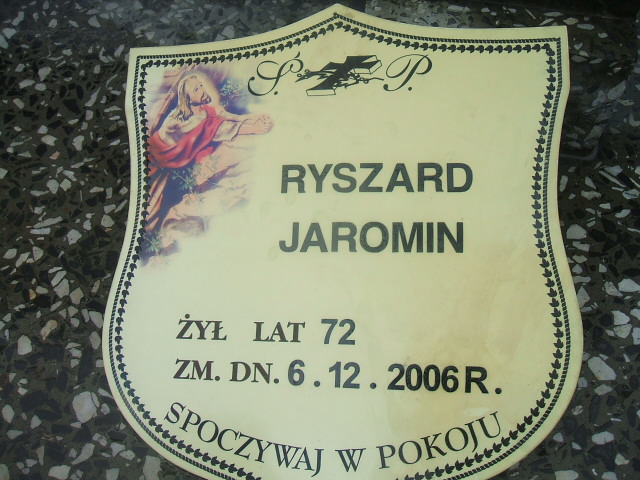 Ś. P.
RYSZARD
JAROMIN
ŻYŁ LAT 72
ZM. DN. 6.12.2006 R.
SPOCZYWAJ W POKOJU